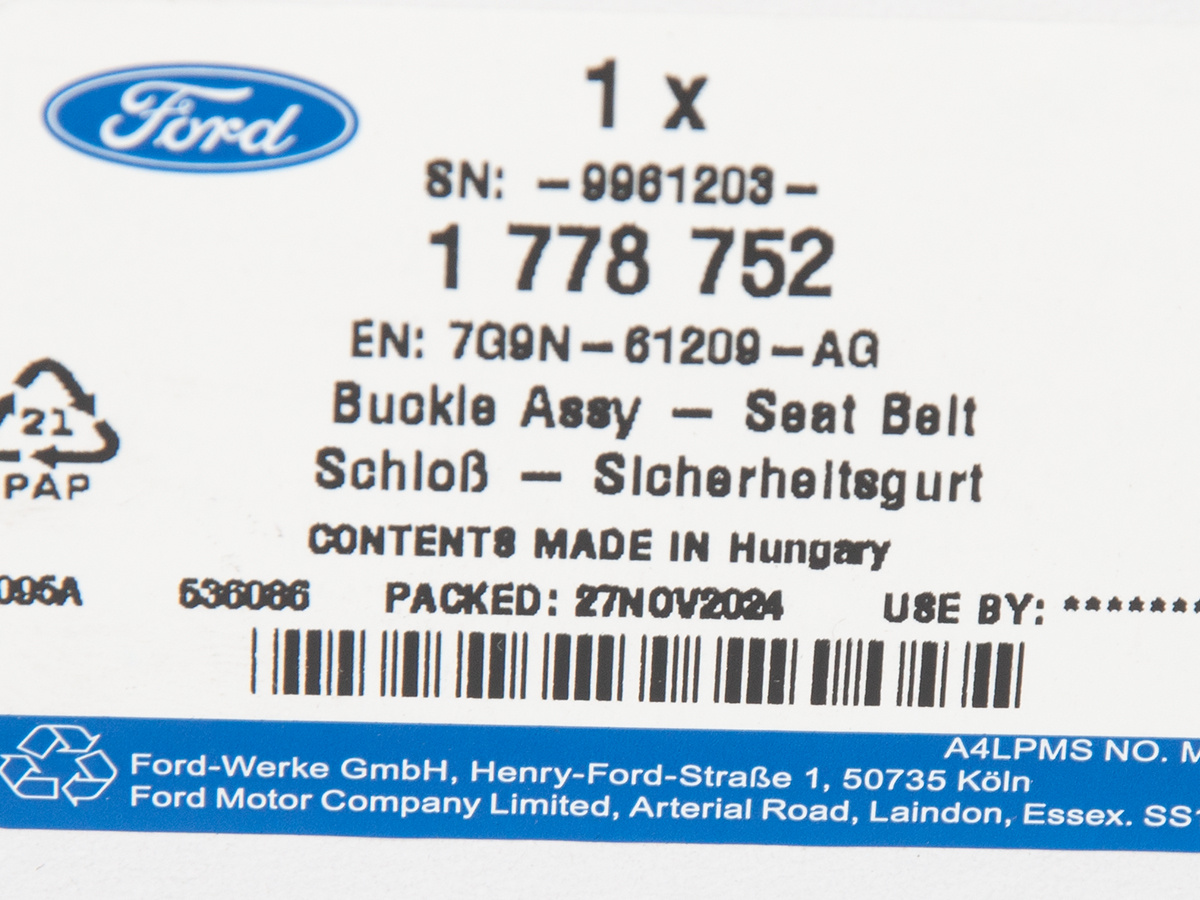 Ford
1 x
SN: -9961203-
1 778 752
EN: 7G9N-61209-AG
Buckle Assy - Seat Belt
Schloß - Sicherheitsgurt
21
PAP
CONTENTS MADE IN Hungary
095A 536086 PACKED: 27NOV2024 USE BY: *******
A4LPMS NO. M
Ford-Werke GmbH, Henry-Ford-Straße 1, 50735 Köln
Ford Motor Company Limited, Arterial Road, Laindon, Essex. SS1